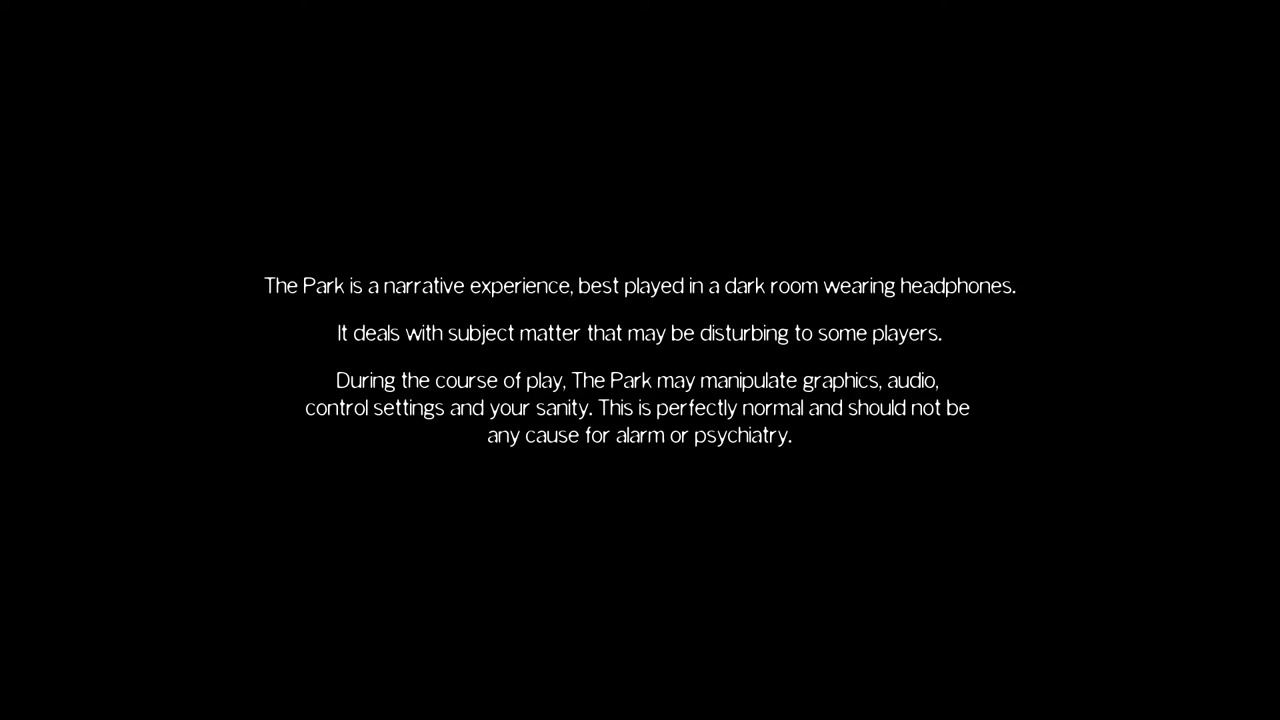 The Park is a narrative experience, best played in a dark room wearing headphones.
It deals with subject matter that may be disturbing to some players.
During the course of play, The Park may manipulate graphics, audio,
control settings and your sanity. This is perfectly normal and should not be
any cause for alarm or psychiatry.